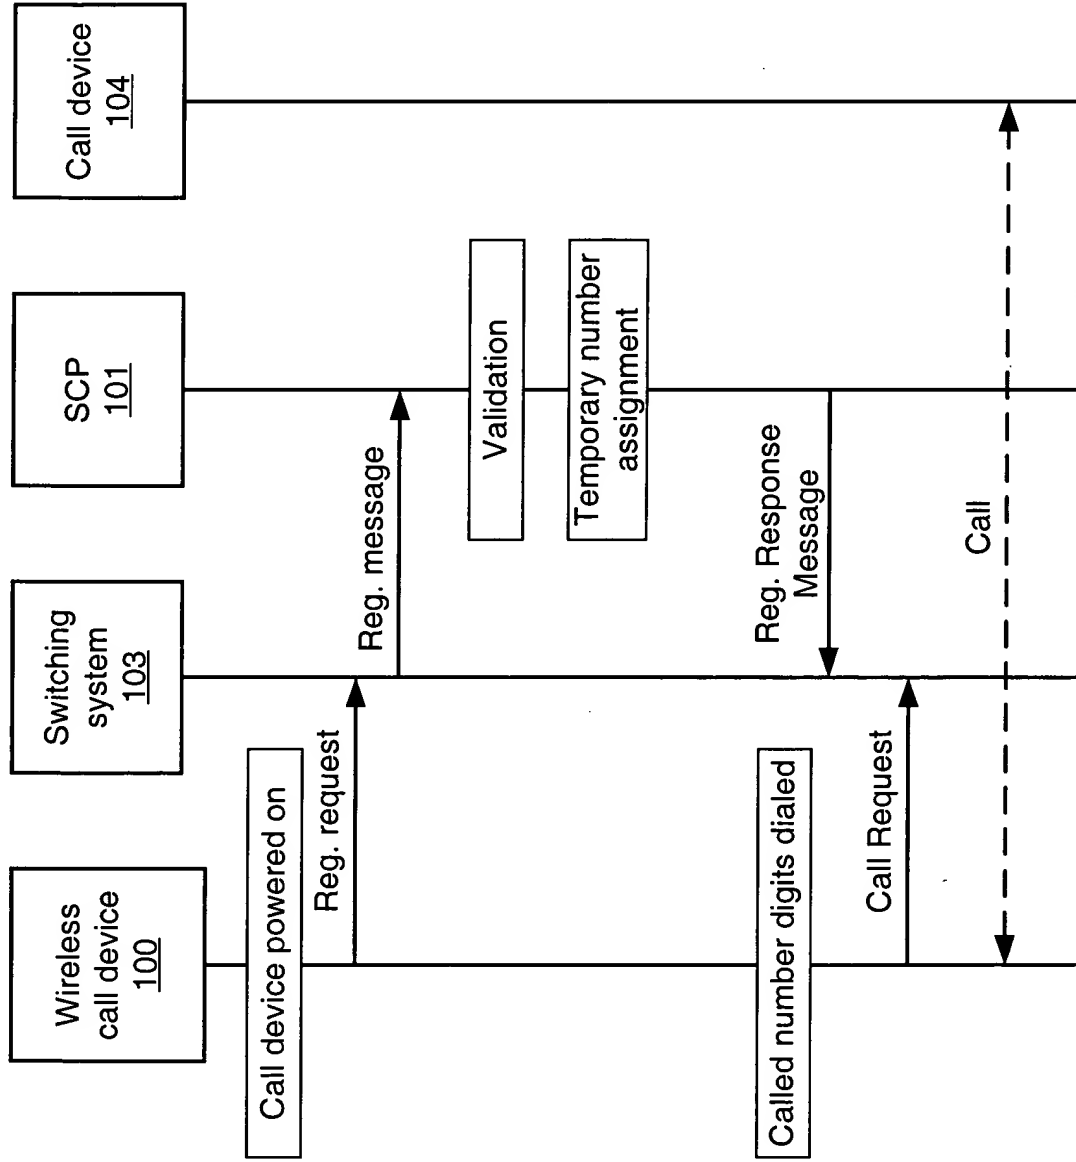 Wireless
call device
100
Switching
system
103
SCP
101
Call device
104
Call device powered on
Reg. request
Reg. message
Validation
Temporary number
assignment
Reg. Response
Message
Called number digits dialed
Call Request
Call